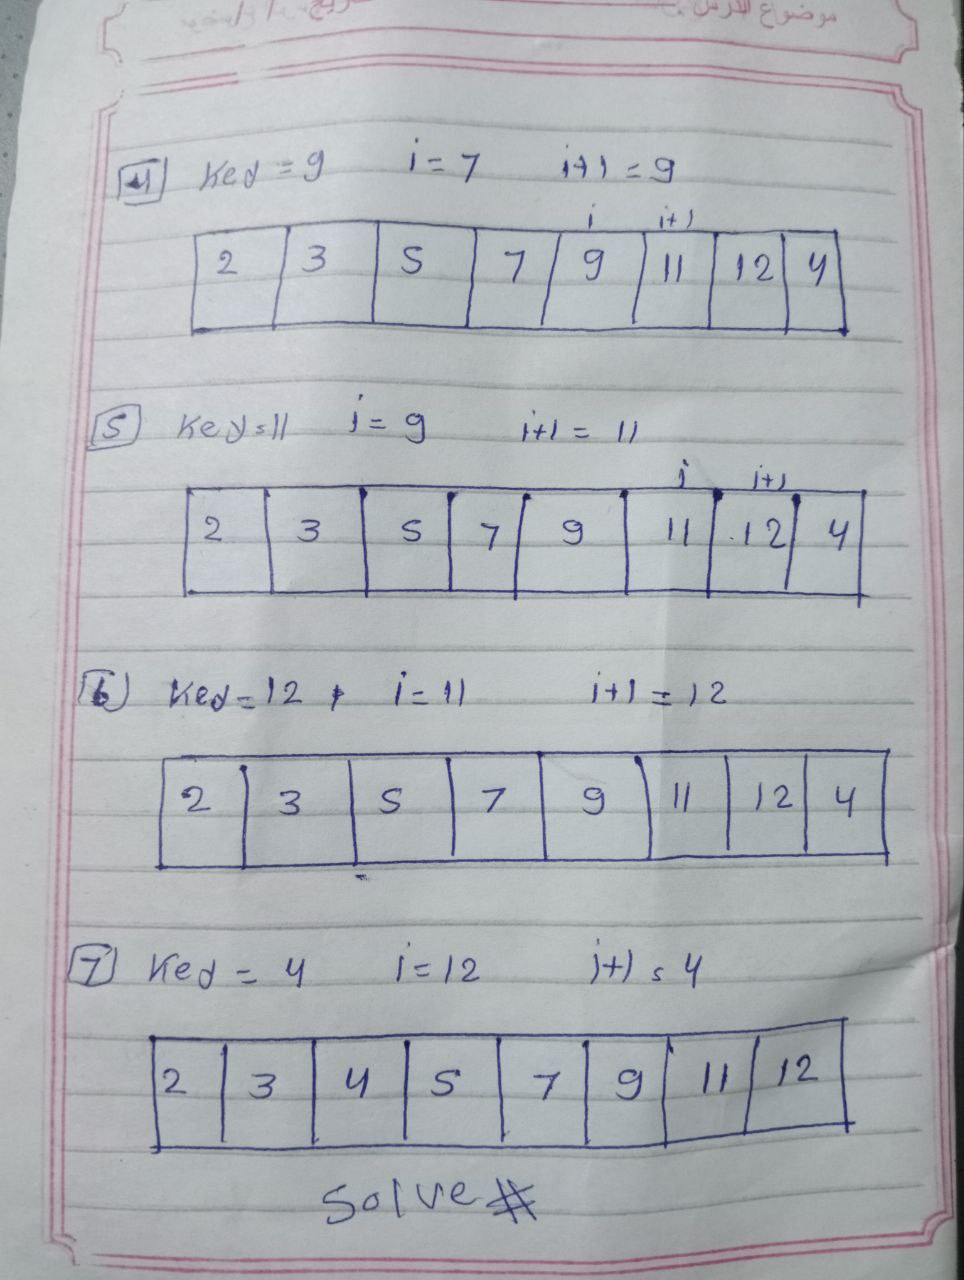 موضوع الدرس
4 Key = 9 i = 7 i+1 = 9
i i+1
2 3 5 7 9 11 12 4
5 Key = 11 i = 9 i+1 = 11
i i+1
2 3 5 7 9 11 12 4
6 Key = 12, i = 11 i+1 = 12
2 3 5 7 9 11 12 4
7 Key = 4 i = 12 i+1 = 4
2 3 4 5 7 9 11 12
Solve #